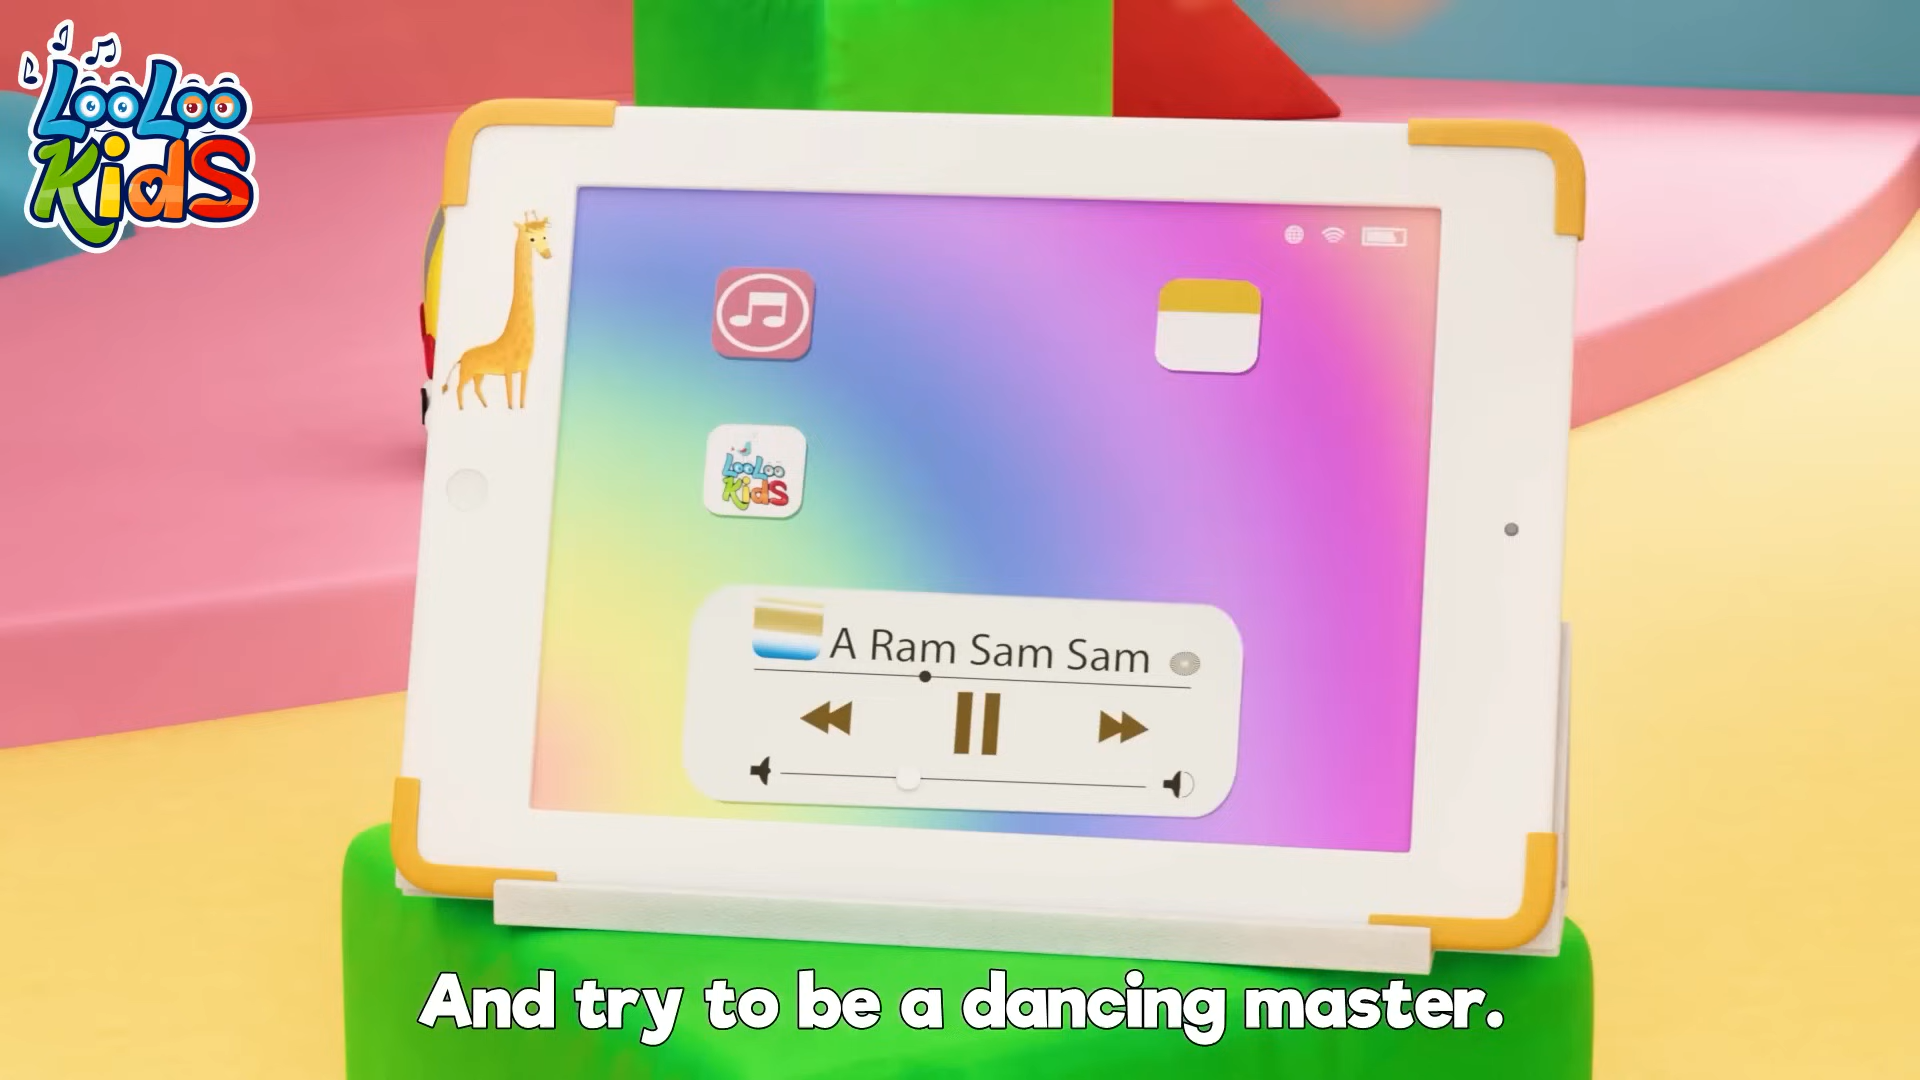 LooLoo
Kids
LooLoo
Kids
A Ram Sam Sam
And try to be a dancing master.